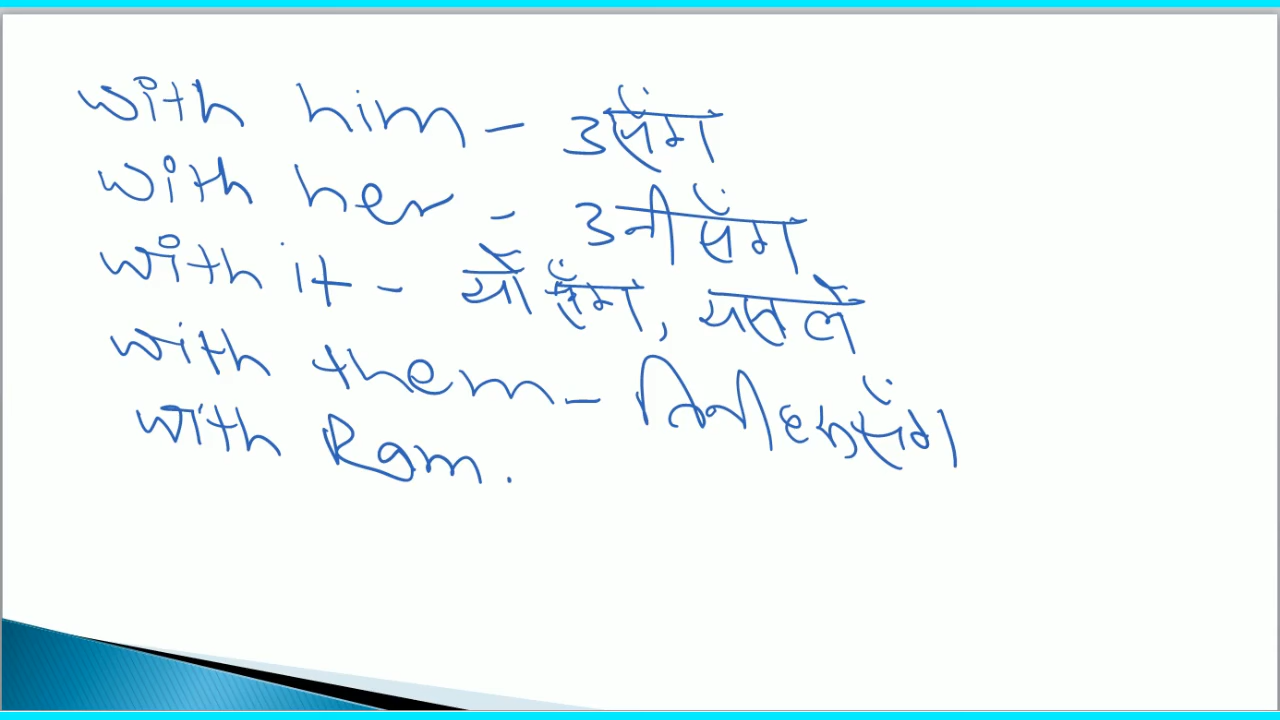 with him - उसँग
with her - उनीसँग
with it - यो सँग, यसले
with them - तिनीहरूसँग
with Ram.